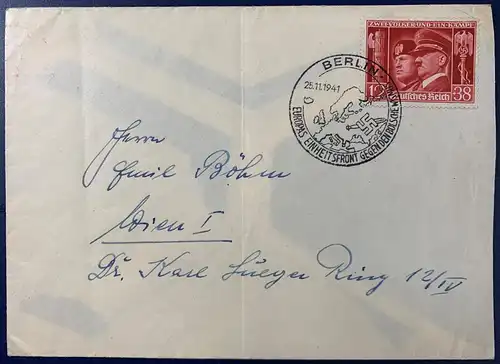 ZWEI·VÖLKER·UND·EIN·KAMPF
12 Deutsches Reich 38
BERLIN
25.11.1941
EUROPAS EINHEITSFRONT GEGEN DEN BOLSCHEWISMUS
Herrn
Emil Böhm
Wien I
Dr. Karl Lueger Ring 12/IV